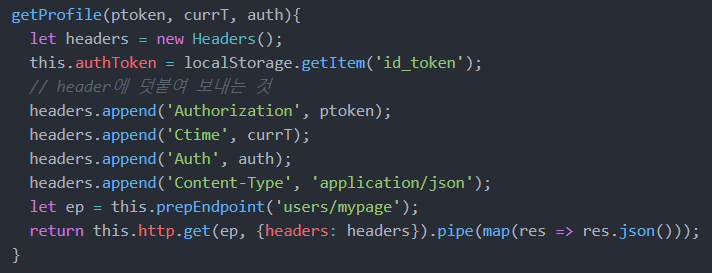 getProfile(ptoken, currT, auth){
let headers = new Headers();
this.authToken = localStorage.getItem('id_token');
// header에 덧붙여 보내는 것
headers.append('Authorization', ptoken);
headers.append('Ctime', currT);
headers.append('Auth', auth);
headers.append('Content-Type', 'application/json');
let ep = this.prepEndpoint('users/mypage');
return this.http.get(ep, {headers: headers}).pipe(map(res => res.json()));
}